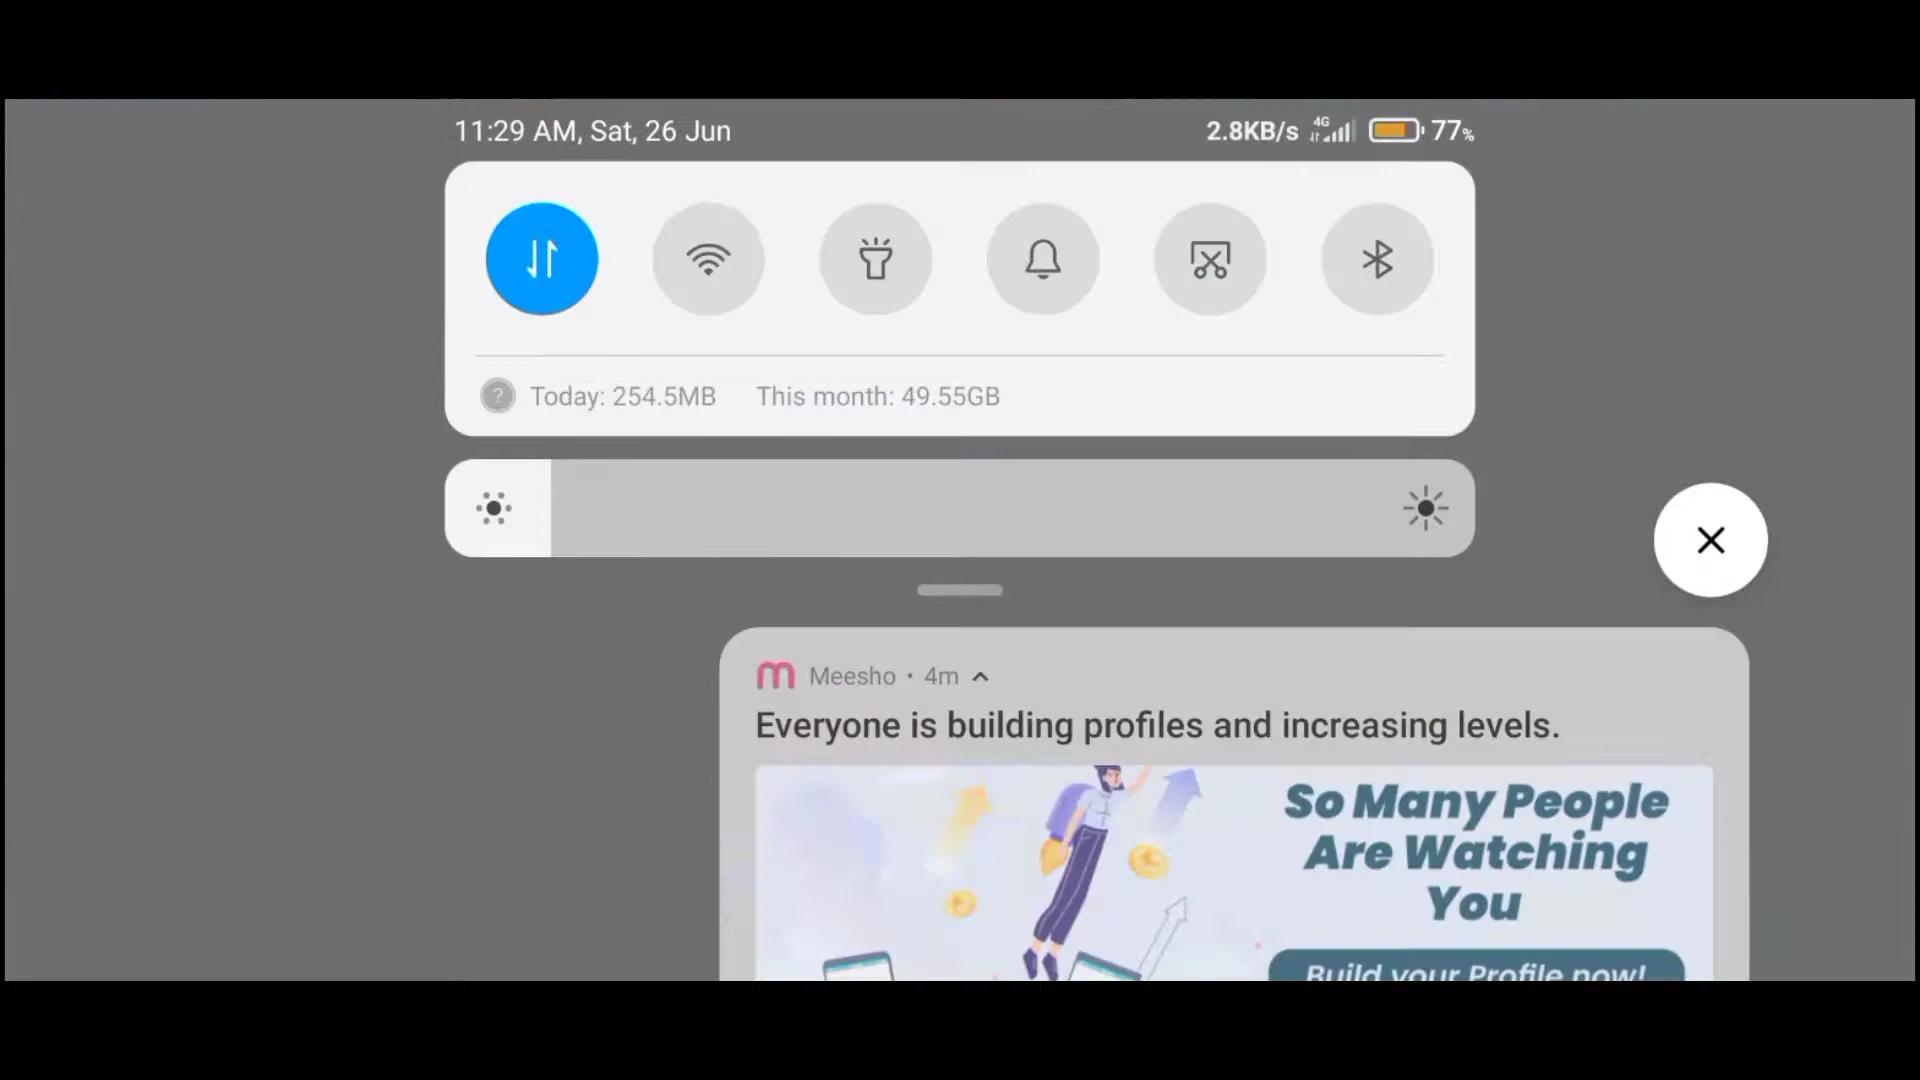 11:29 AM, Sat, 26 Jun
2.8KB/s 4G 77%
Today: 254.5MB This month: 49.55GB
Meesho • 4m
Everyone is building profiles and increasing levels.
So Many People
Are Watching
You
Build your Profile now!